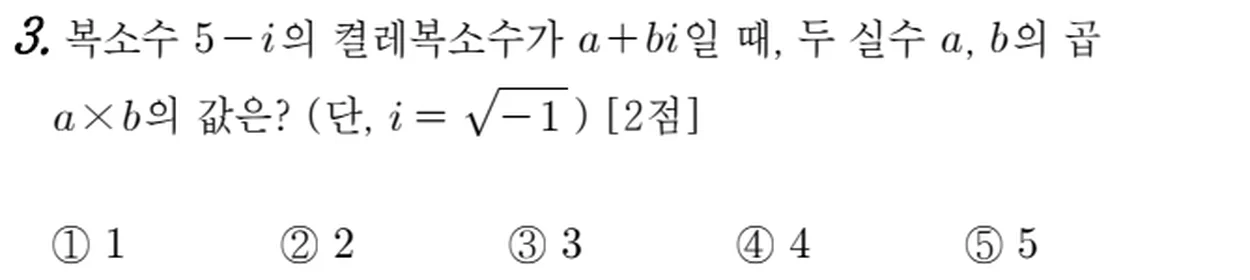 3. 복소수 5-i의 켤레복소수가 a+bi일 때, 두 실수 a, b의 곱
a×b의 값은? (단, i = √-1 ) [2점]
① 1 ② 2 ③ 3 ④ 4 ⑤ 5